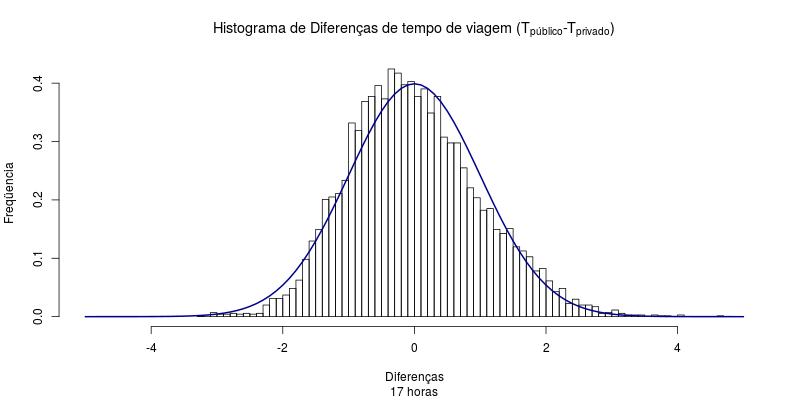 Histograma de Diferenças de tempo de viagem (Tpúblico-Tprivado)
Freqüencia
0.4
0.3
0.2
0.1
0.0
-4 -2 0 2 4
Diferenças
17 horas